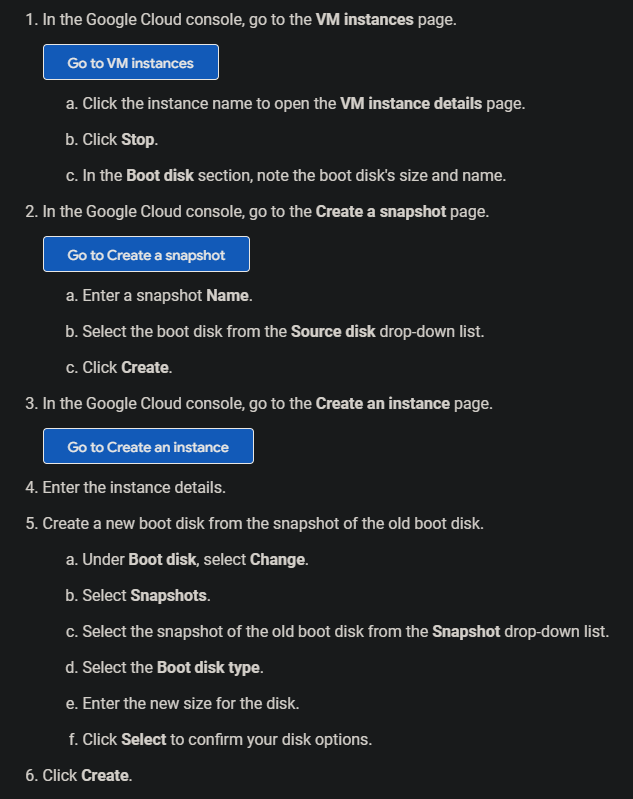 1. In the Google Cloud console, go to the VM instances page.
Go to VM instances
a. Click the instance name to open the VM instance details page.
b. Click Stop.
c. In the Boot disk section, note the boot disk's size and name.
2. In the Google Cloud console, go to the Create a snapshot page.
Go to Create a snapshot
a. Enter a snapshot Name.
b. Select the boot disk from the Source disk drop-down list.
c. Click Create.
3. In the Google Cloud console, go to the Create an instance page.
Go to Create an instance
4. Enter the instance details.
5. Create a new boot disk from the snapshot of the old boot disk.
a. Under Boot disk, select Change.
b. Select Snapshots.
c. Select the snapshot of the old boot disk from the Snapshot drop-down list.
d. Select the Boot disk type.
e. Enter the new size for the disk.
f. Click Select to confirm your disk options.
6. Click Create.